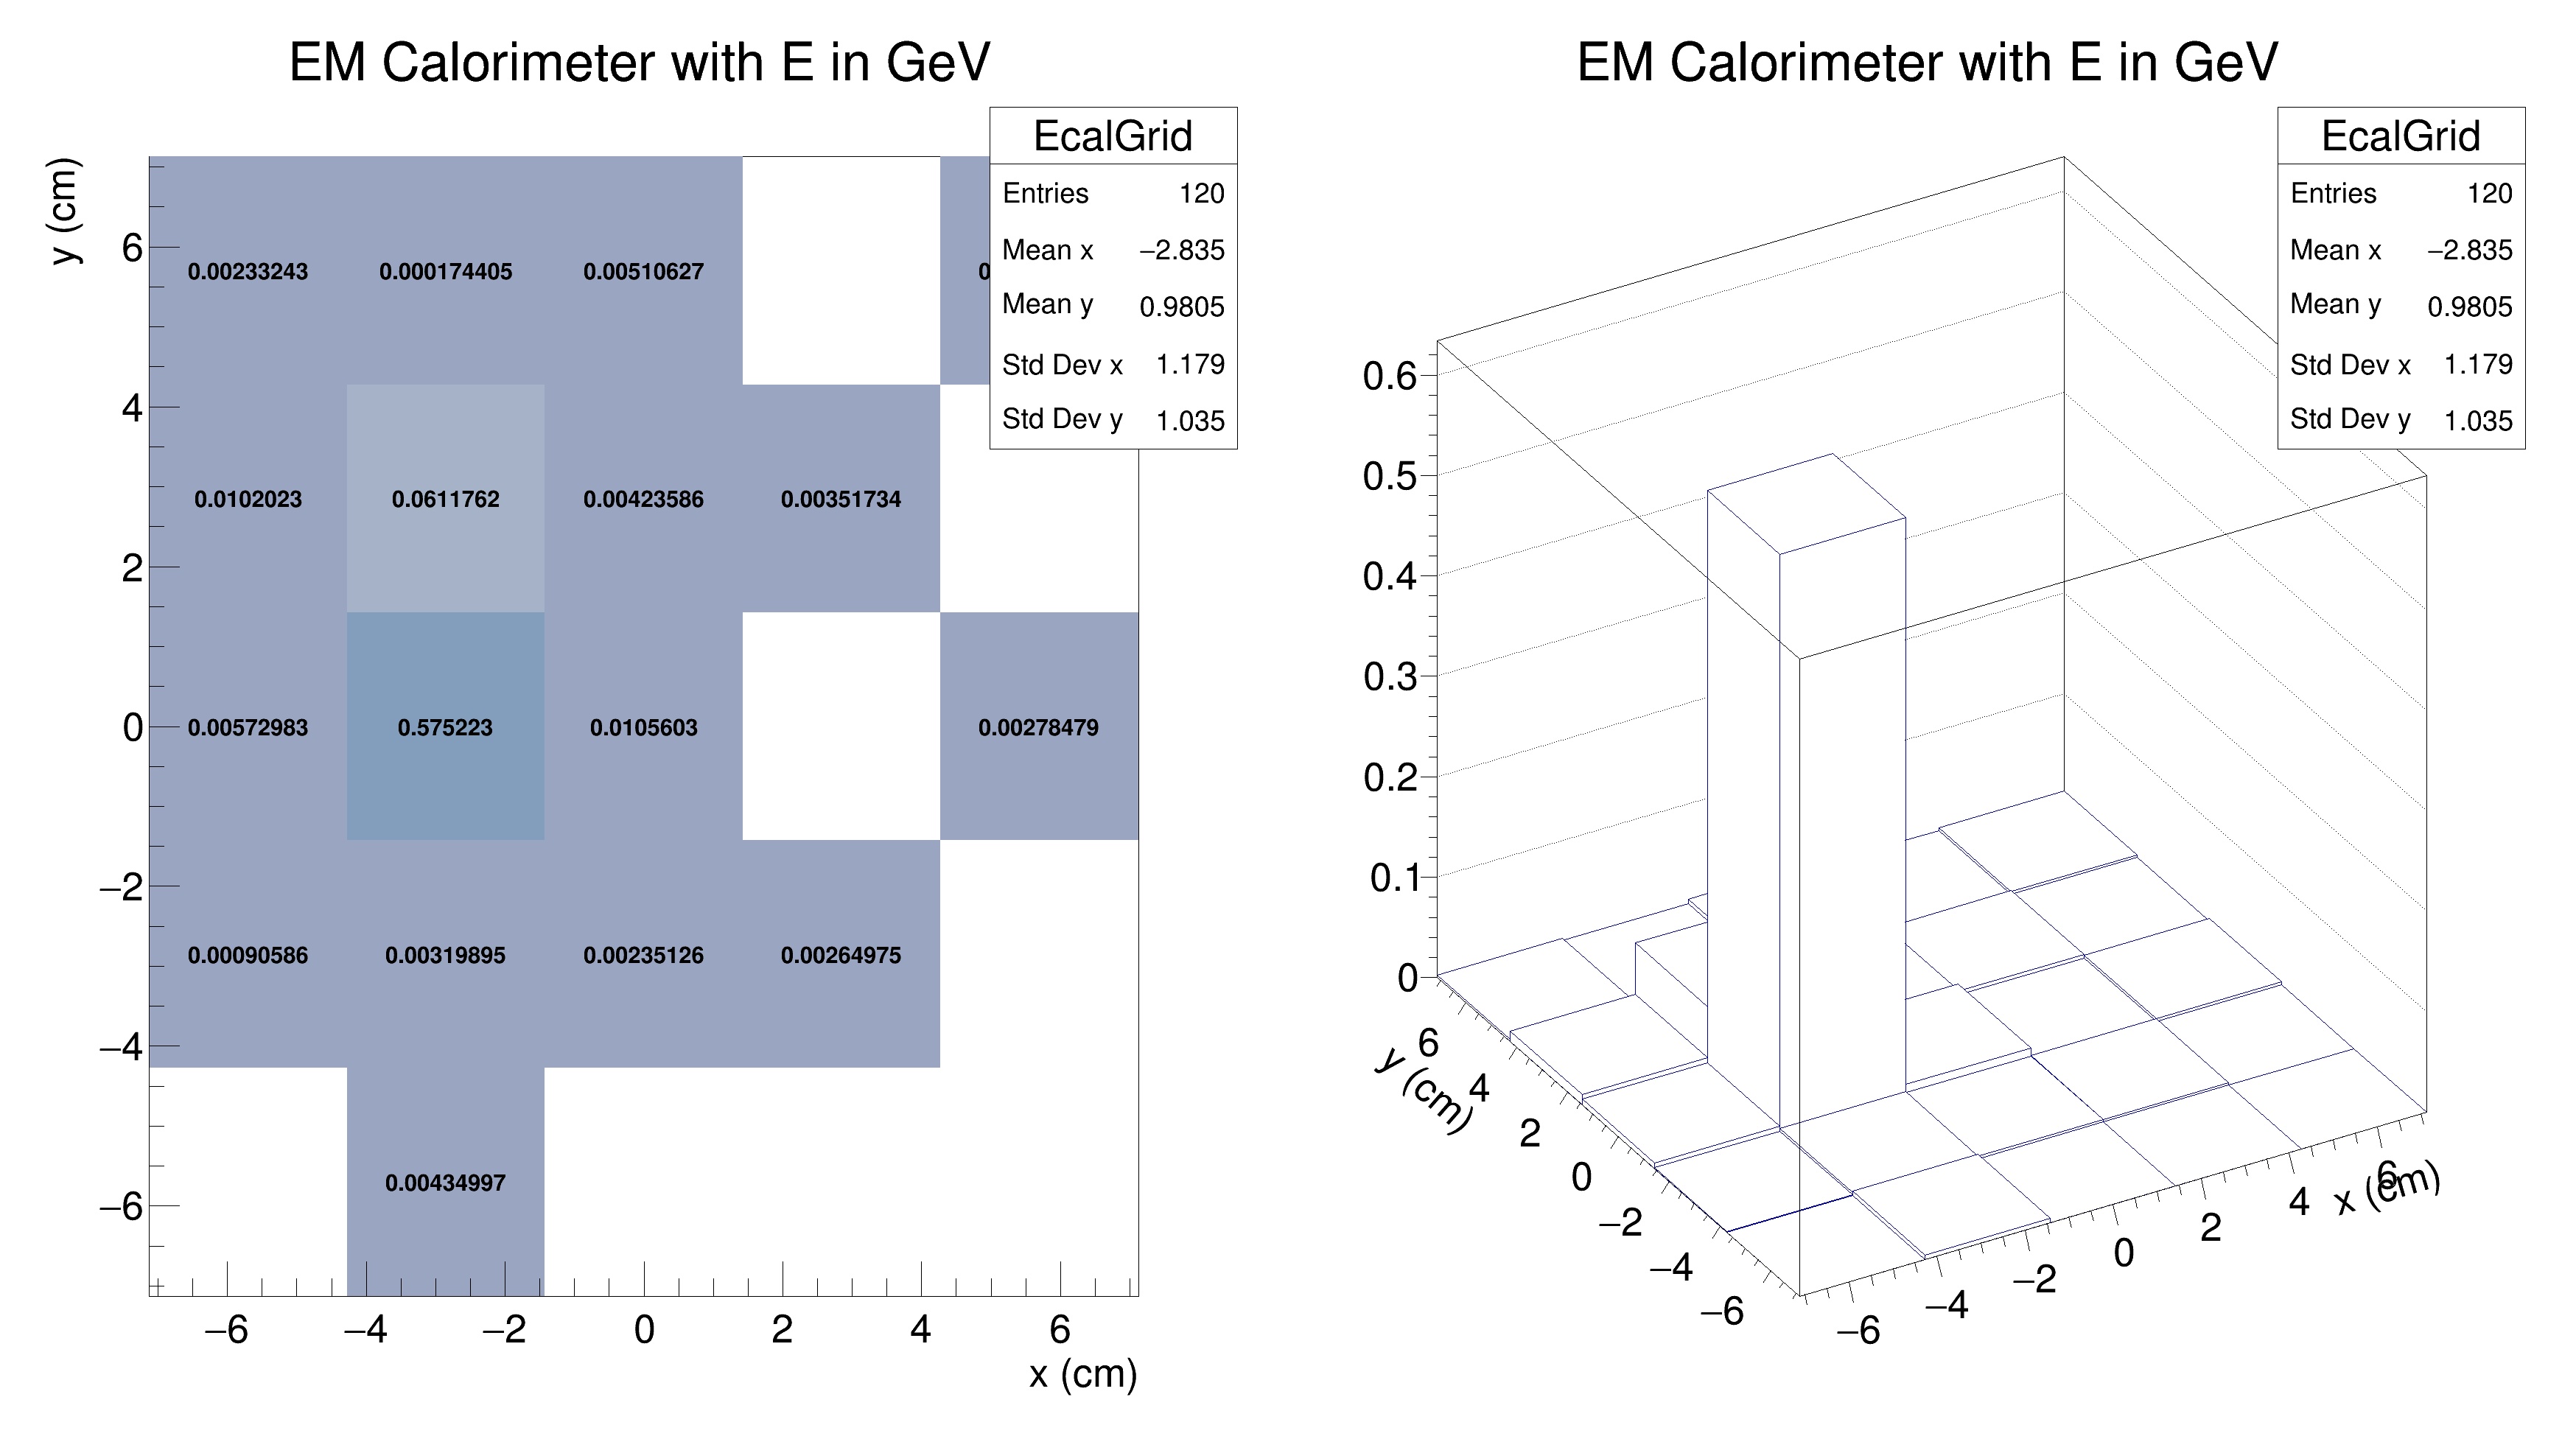 EM Calorimeter with E in GeV
EcalGrid
Entries 120
Mean x −2.835
Mean y 0.9805
Std Dev x 1.179
Std Dev y 1.035
y (cm)
6
4
2
0
−2
−4
−6
0.00233243 0.000174405 0.00510627
0.0102023 0.0611762 0.00423586 0.00351734
0.00572983 0.575223 0.0105603 0.00278479
0.00090586 0.00319895 0.00235126 0.00264975
0.00434997
−6 −4 −2 0 2 4 6
x (cm)
EM Calorimeter with E in GeV
EcalGrid
Entries 120
Mean x −2.835
Mean y 0.9805
Std Dev x 1.179
Std Dev y 1.035
0.6
0.5
0.4
0.3
0.2
0.1
0
y (cm)
6
4
2
0
−2
−4
−6
−6 −4 −2 0 2 4 6
x (cm)